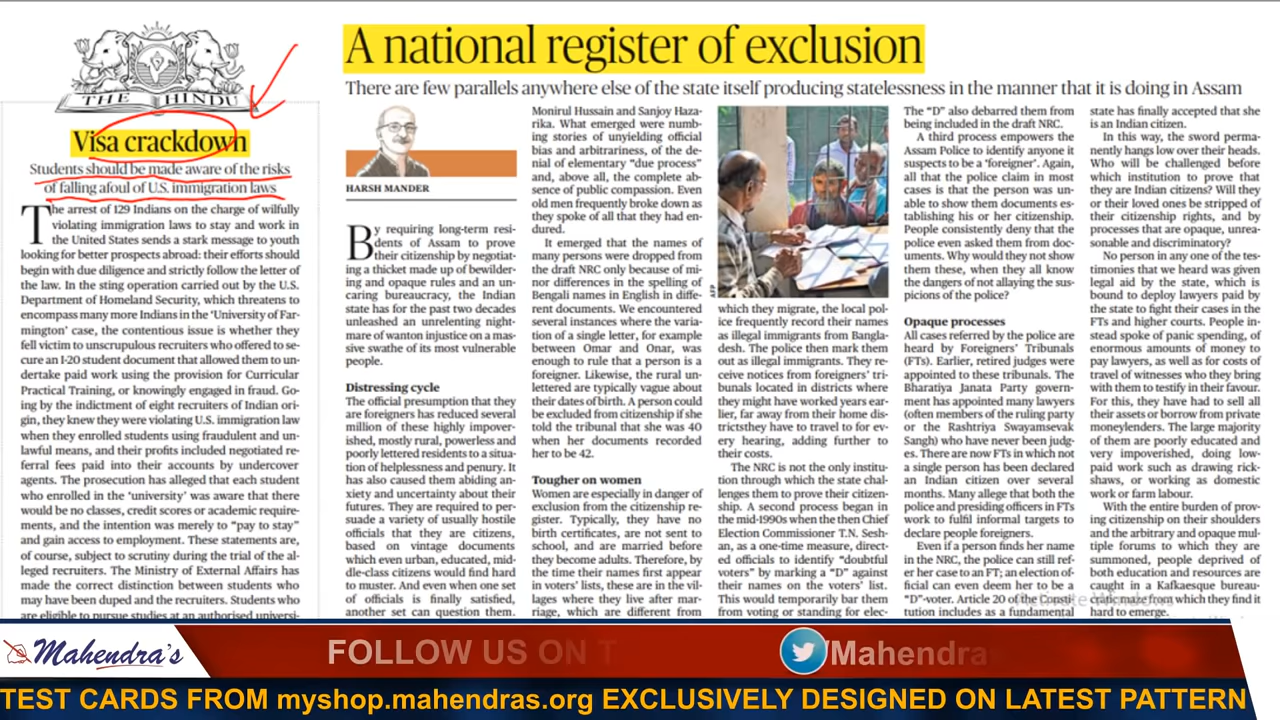 THE HINDU
Visa crackdown
Students should be made aware of the risks
of falling afoul of U.S. immigration laws
The arrest of 129 Indians on the charge of wilfully
violating immigration laws to stay and work in
the United States sends a stark message to youth
looking for better prospects abroad: their efforts should
begin with due diligence and strictly follow the letter of
the law. In the sting operation carried out by the U.S.
Department of Homeland Security, which threatens to
encompass many more Indians in the ‘University of Far-
mington’ case, the contentious issue is whether they
fell victim to unscrupulous recruiters who offered to se-
cure an I-20 student document that allowed them to un-
dertake paid work using the provision for Curricular
Practical Training, or knowingly engaged in fraud. Go-
ing by the indictment of eight recruiters of Indian ori-
gin, they knew they were violating U.S. immigration law
when they enrolled students using fraudulent and un-
lawful means, and their profits included negotiated re-
ferral fees paid into their accounts by undercover
agents. The prosecution has alleged that each student
who enrolled in the ‘university’ was aware that there
would be no classes, credit scores or academic require-
ments, and the intention was merely to “pay to stay”
and gain access to employment. These statements are,
of course, subject to scrutiny during the trial of the al-
leged recruiters. The Ministry of External Affairs has
made the correct distinction between students who
may have been duped and the recruiters. Students who
are eligible to pursue studies at an authorised universi-
A national register of exclusion
There are few parallels anywhere else of the state itself producing statelessness in the manner that it is doing in Assam
HARSH MANDER
By requiring long-term resi-
dents of Assam to prove
their citizenship by negotiat-
ing a thicket made up of bewilder-
ing and opaque rules and an un-
caring bureaucracy, the Indian
state has for the past two decades
unleashed an unrelenting night-
mare of wanton injustice on a mas-
sive swathe of its most vulnerable
people.
Distressing cycle
The official presumption that they
are foreigners has reduced several
million of these highly impover-
ished, mostly rural, powerless and
poorly lettered residents to a situa-
tion of helplessness and penury. It
has also caused them abiding an-
xiety and uncertainty about their
futures. They are required to per-
suade a variety of usually hostile
officials that they are citizens,
based on vintage documents
which even urban, educated, mid-
dle-class citizens would find hard
to muster. And even when one set
of officials is finally satisfied,
another set can question them.
Monirul Hussain and Sanjoy Haza-
rika. What emerged were numb-
ing stories of unyielding official
bias and arbitrariness, of the de-
nial of elementary “due process”
and, above all, the complete ab-
sence of public compassion. Even
old men frequently broke down as
they spoke of all that they had en-
dured.
It emerged that the names of
many persons were dropped from
the draft NRC only because of mi-
nor differences in the spelling of
Bengali names in English in diffe-
rent documents. We encountered
several instances where the varia-
tion of a single letter, for example
between Omar and Onar, was
enough to rule that a person is a
foreigner. Likewise, the rural un-
lettered are typically vague about
their dates of birth. A person could
be excluded from citizenship if she
told the tribunal that she was 40
when her documents recorded
her to be 42.
Tougher on women
Women are especially in danger of
exclusion from the citizenship re-
gister. Typically, they have no
birth certificates, are not sent to
school, and are married before
they become adults. Therefore, by
the time their names first appear
in voters’ lists, these are in the vil-
lages where they live after mar-
riage, which are different from
AFP
which they migrate, the local pol-
ice frequently record their names
as illegal immigrants from Bangla-
desh. The police then mark them
out as illegal immigrants. They re-
ceive notices from foreigners’ tri-
bunals located in districts where
they might have worked years ear-
lier, far away from their home dis-
trictsthey have to travel to for ev-
ery hearing, adding further to
their costs.
The NRC is not the only institu-
tion through which the state chal-
lenges them to prove their citizen-
ship. A second process began in
the mid-1990s when the then Chief
Election Commissioner T.N. Sesh-
an, as a one-time measure, direct-
ed officials to identify “doubtful
voters” by marking a “D” against
their names on the voters’ list.
This would temporarily bar them
from voting or standing for elec-
The “D” also debarred them from
being included in the draft NRC.
A third process empowers the
Assam Police to identify anyone it
suspects to be a ‘foreigner’. Again,
all that the police claim in most
cases is that the person was un-
able to show them documents
establishing his or her citizenship.
People consistently deny that the
police even asked them from doc-
uments. Why would they not show
them these, when they all know
the dangers of not allaying the sus-
picions of the police?
Opaque processes
All cases referred by the police are
heard by Foreigners’ Tribunals
(FTs). Earlier, retired judges were
appointed to these tribunals. The
Bharatiya Janata Party govern-
ment has appointed many lawyers
(often members of the ruling party
or the Rashtriya Swayamsevak
Sangh) who have never been judg-
es. There are now FTs in which not
a single person has been declared
an Indian citizen over several
months. Many allege that both the
police and presiding officers in FTs
work to fulfil informal targets to
declare people foreigners.
Even if a person finds her name
in the NRC, the police can still ref-
er her case to an FT; an election of-
ficial can even deem her to be a
“D”-voter. Article 20 of the Consti-
tution includes as a fundamental
state has finally accepted that she
is an Indian citizen.
In this way, the sword perma-
nently hangs low over their heads.
Who will be challenged before
which institution to prove that
they are Indian citizens? Will they
or their loved ones be stripped of
their citizenship rights, and by
processes that are opaque, unrea-
sonable and discriminatory?
No person in any one of the tes-
timonies that we heard was given
legal aid by the state, which is
bound to deploy lawyers paid by
the state to fight their cases in the
FTs and higher courts. People in-
stead spoke of panic spending, of
enormous amounts of money to
pay lawyers, as well as for costs of
travel of witnesses who they bring
with them to testify in their favour.
For this, they have had to sell all
their assets or borrow from private
moneylenders. The large majority
of them are poorly educated and
very impoverished, doing low-
paid work such as drawing rick-
shaws, or working as domestic
work or farm labour.
With the entire burden of prov-
ing citizenship on their shoulders
and the arbitrary and opaque mul-
tiple forums to which they are
summoned, people deprived of
both education and resources are
caught in a Kafkaesque bureau-
cratic maze from which they find it
hard to emerge.
Mahendra's
FOLLOW US ON T
/Mahendra
TEST CARDS FROM myshop.mahendras.org EXCLUSIVELY DESIGNED ON LATEST PATTERN